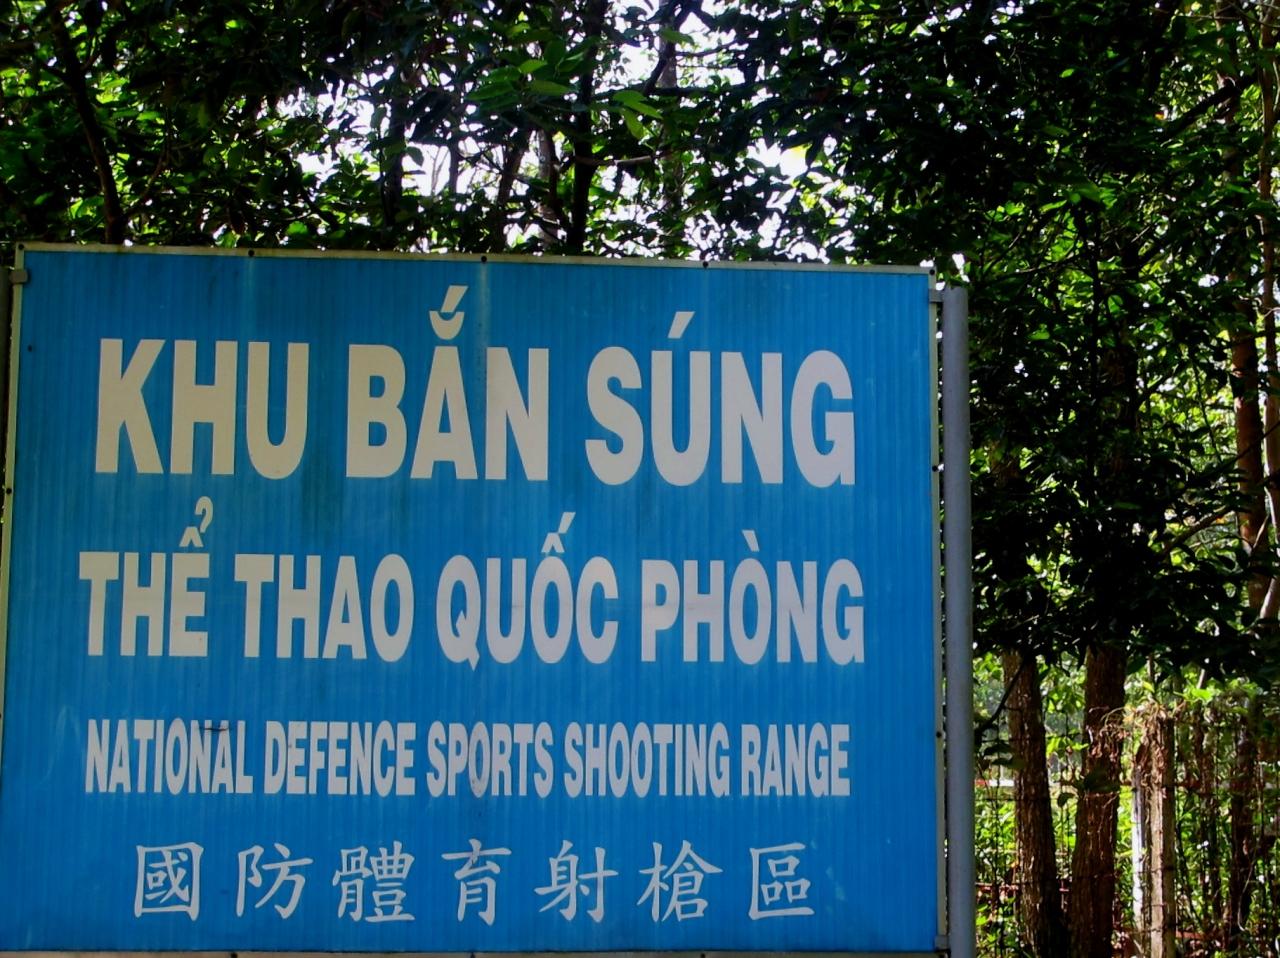 KHU BẮN SÚNG
THỂ THAO QUỐC PHÒNG
NATIONAL DEFENCE SPORTS SHOOTING RANGE
國防體育射槍區